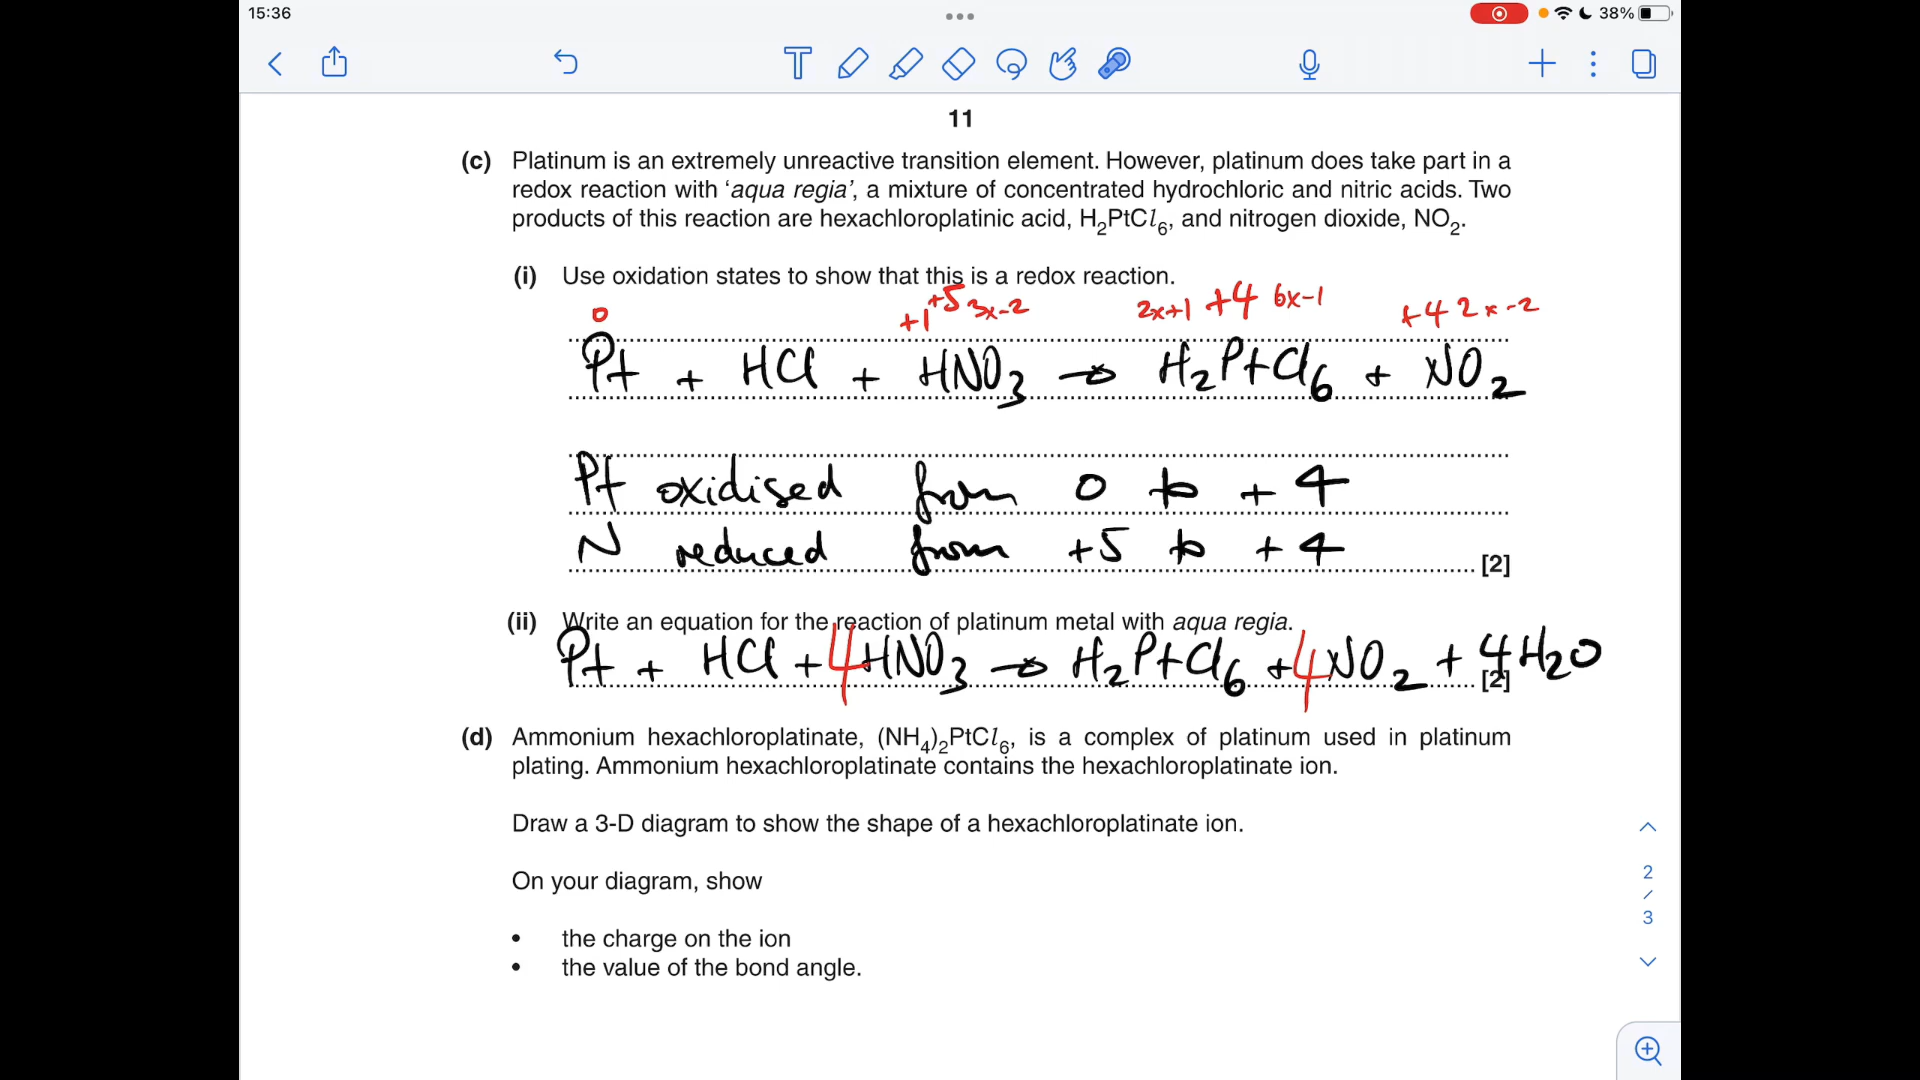 15:36
38%
11
(c) Platinum is an extremely unreactive transition element. However, platinum does take part in a
redox reaction with ‘aqua regia’, a mixture of concentrated hydrochloric and nitric acids. Two
products of this reaction are hexachloroplatinic acid, H₂PtCl₆, and nitrogen dioxide, NO₂.
(i) Use oxidation states to show that this is a redox reaction.
0 +1 +5 3x-2 2x+1 +4 6x-1 +4 2x-2
Pt + HCl + HNO₃ → H₂PtCl₆ + NO₂
Pt oxidised from 0 to +4
N reduced from +5 to +4
[2]
(ii) Write an equation for the reaction of platinum metal with aqua regia.
Pt + HCl + 4HNO₃ → H₂PtCl₆ + 4NO₂ + 4H₂O
[2]
(d) Ammonium hexachloroplatinate, (NH₄)₂PtCl₆, is a complex of platinum used in platinum
plating. Ammonium hexachloroplatinate contains the hexachloroplatinate ion.
Draw a 3-D diagram to show the shape of a hexachloroplatinate ion.
On your diagram, show
• the charge on the ion
• the value of the bond angle.
2
/
3